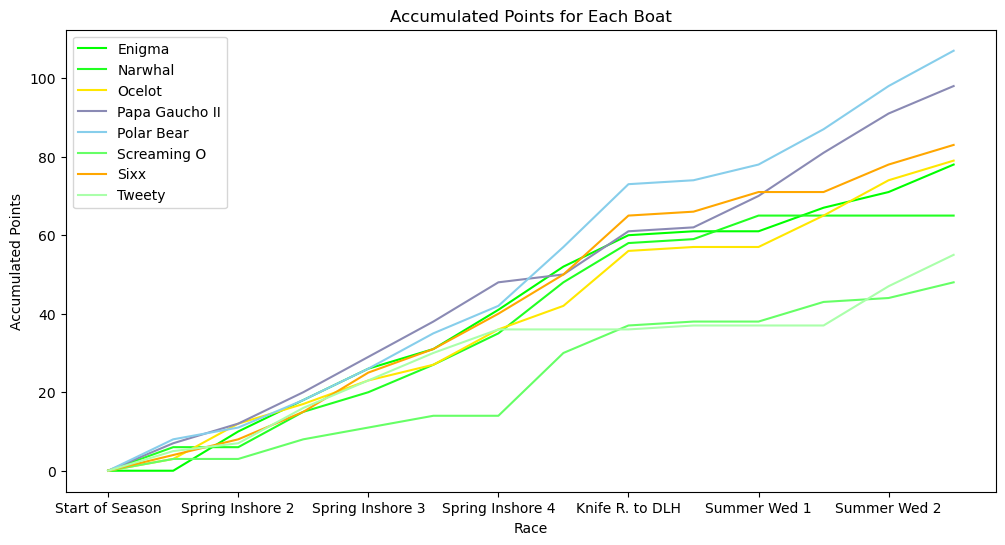 Accumulated Points for Each Boat
Enigma
Narwhal
Ocelot
Papa Gaucho II
Polar Bear
Screaming O
Sixx
Tweety
Accumulated Points
100
80
60
40
20
0
Start of Season Spring Inshore 2 Spring Inshore 3 Spring Inshore 4 Knife R. to DLH Summer Wed 1 Summer Wed 2
Race